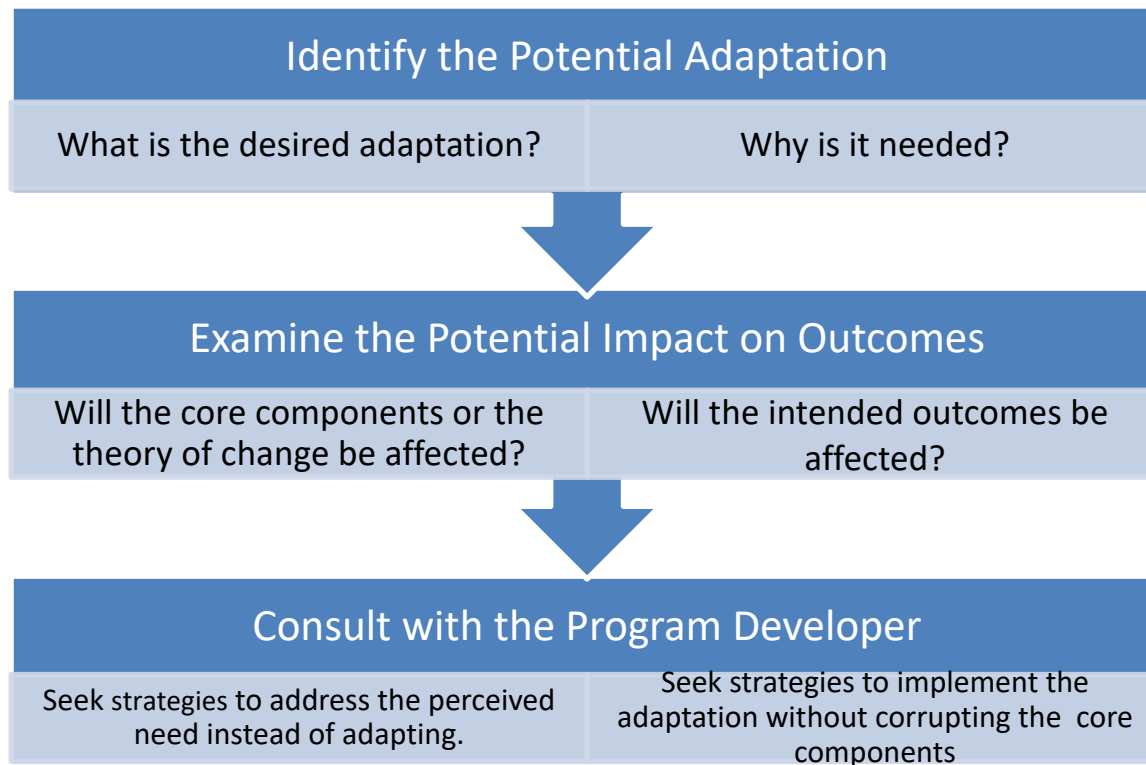 Identify the Potential Adaptation
What is the desired adaptation?
Why is it needed?
Examine the Potential Impact on Outcomes
Will the core components or the
theory of change be affected?
Will the intended outcomes be
affected?
Consult with the Program Developer
Seek strategies to address the perceived
need instead of adapting.
Seek strategies to implement the
adaptation without corrupting the core
components